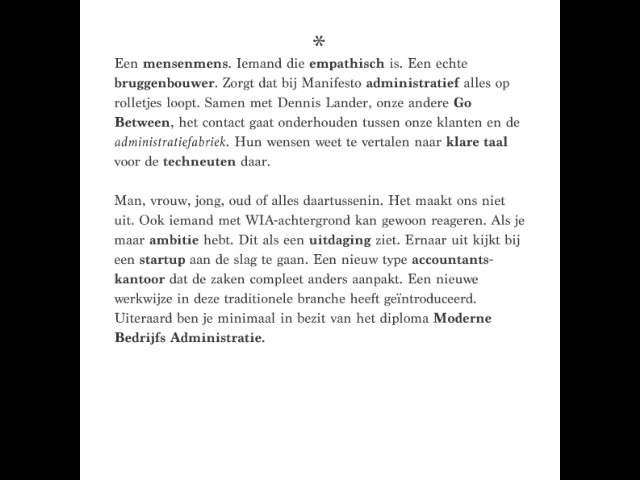 *
Een mensenmens. Iemand die empathisch is. Een echte
bruggenbouwer. Zorgt dat bij Manifesto administratief alles op
rolletjes loopt. Samen met Dennis Lander, onze andere Go
Between, het contact gaat onderhouden tussen onze klanten en de
administratiefabriek. Hun wensen weet te vertalen naar klare taal
voor de techneuten daar.
Man, vrouw, jong, oud of alles daartussenin. Het maakt ons niet
uit. Ook iemand met WIA-achtergrond kan gewoon reageren. Als je
maar ambitie hebt. Dit als een uitdaging ziet. Ernaar uit kijkt bij
een startup aan de slag te gaan. Een nieuw type accountants-
kantoor dat de zaken compleet anders aanpakt. Een nieuwe
werkwijze in deze traditionele branche heeft geïntroduceerd.
Uiteraard ben je minimaal in bezit van het diploma Moderne
Bedrijfs Administratie.